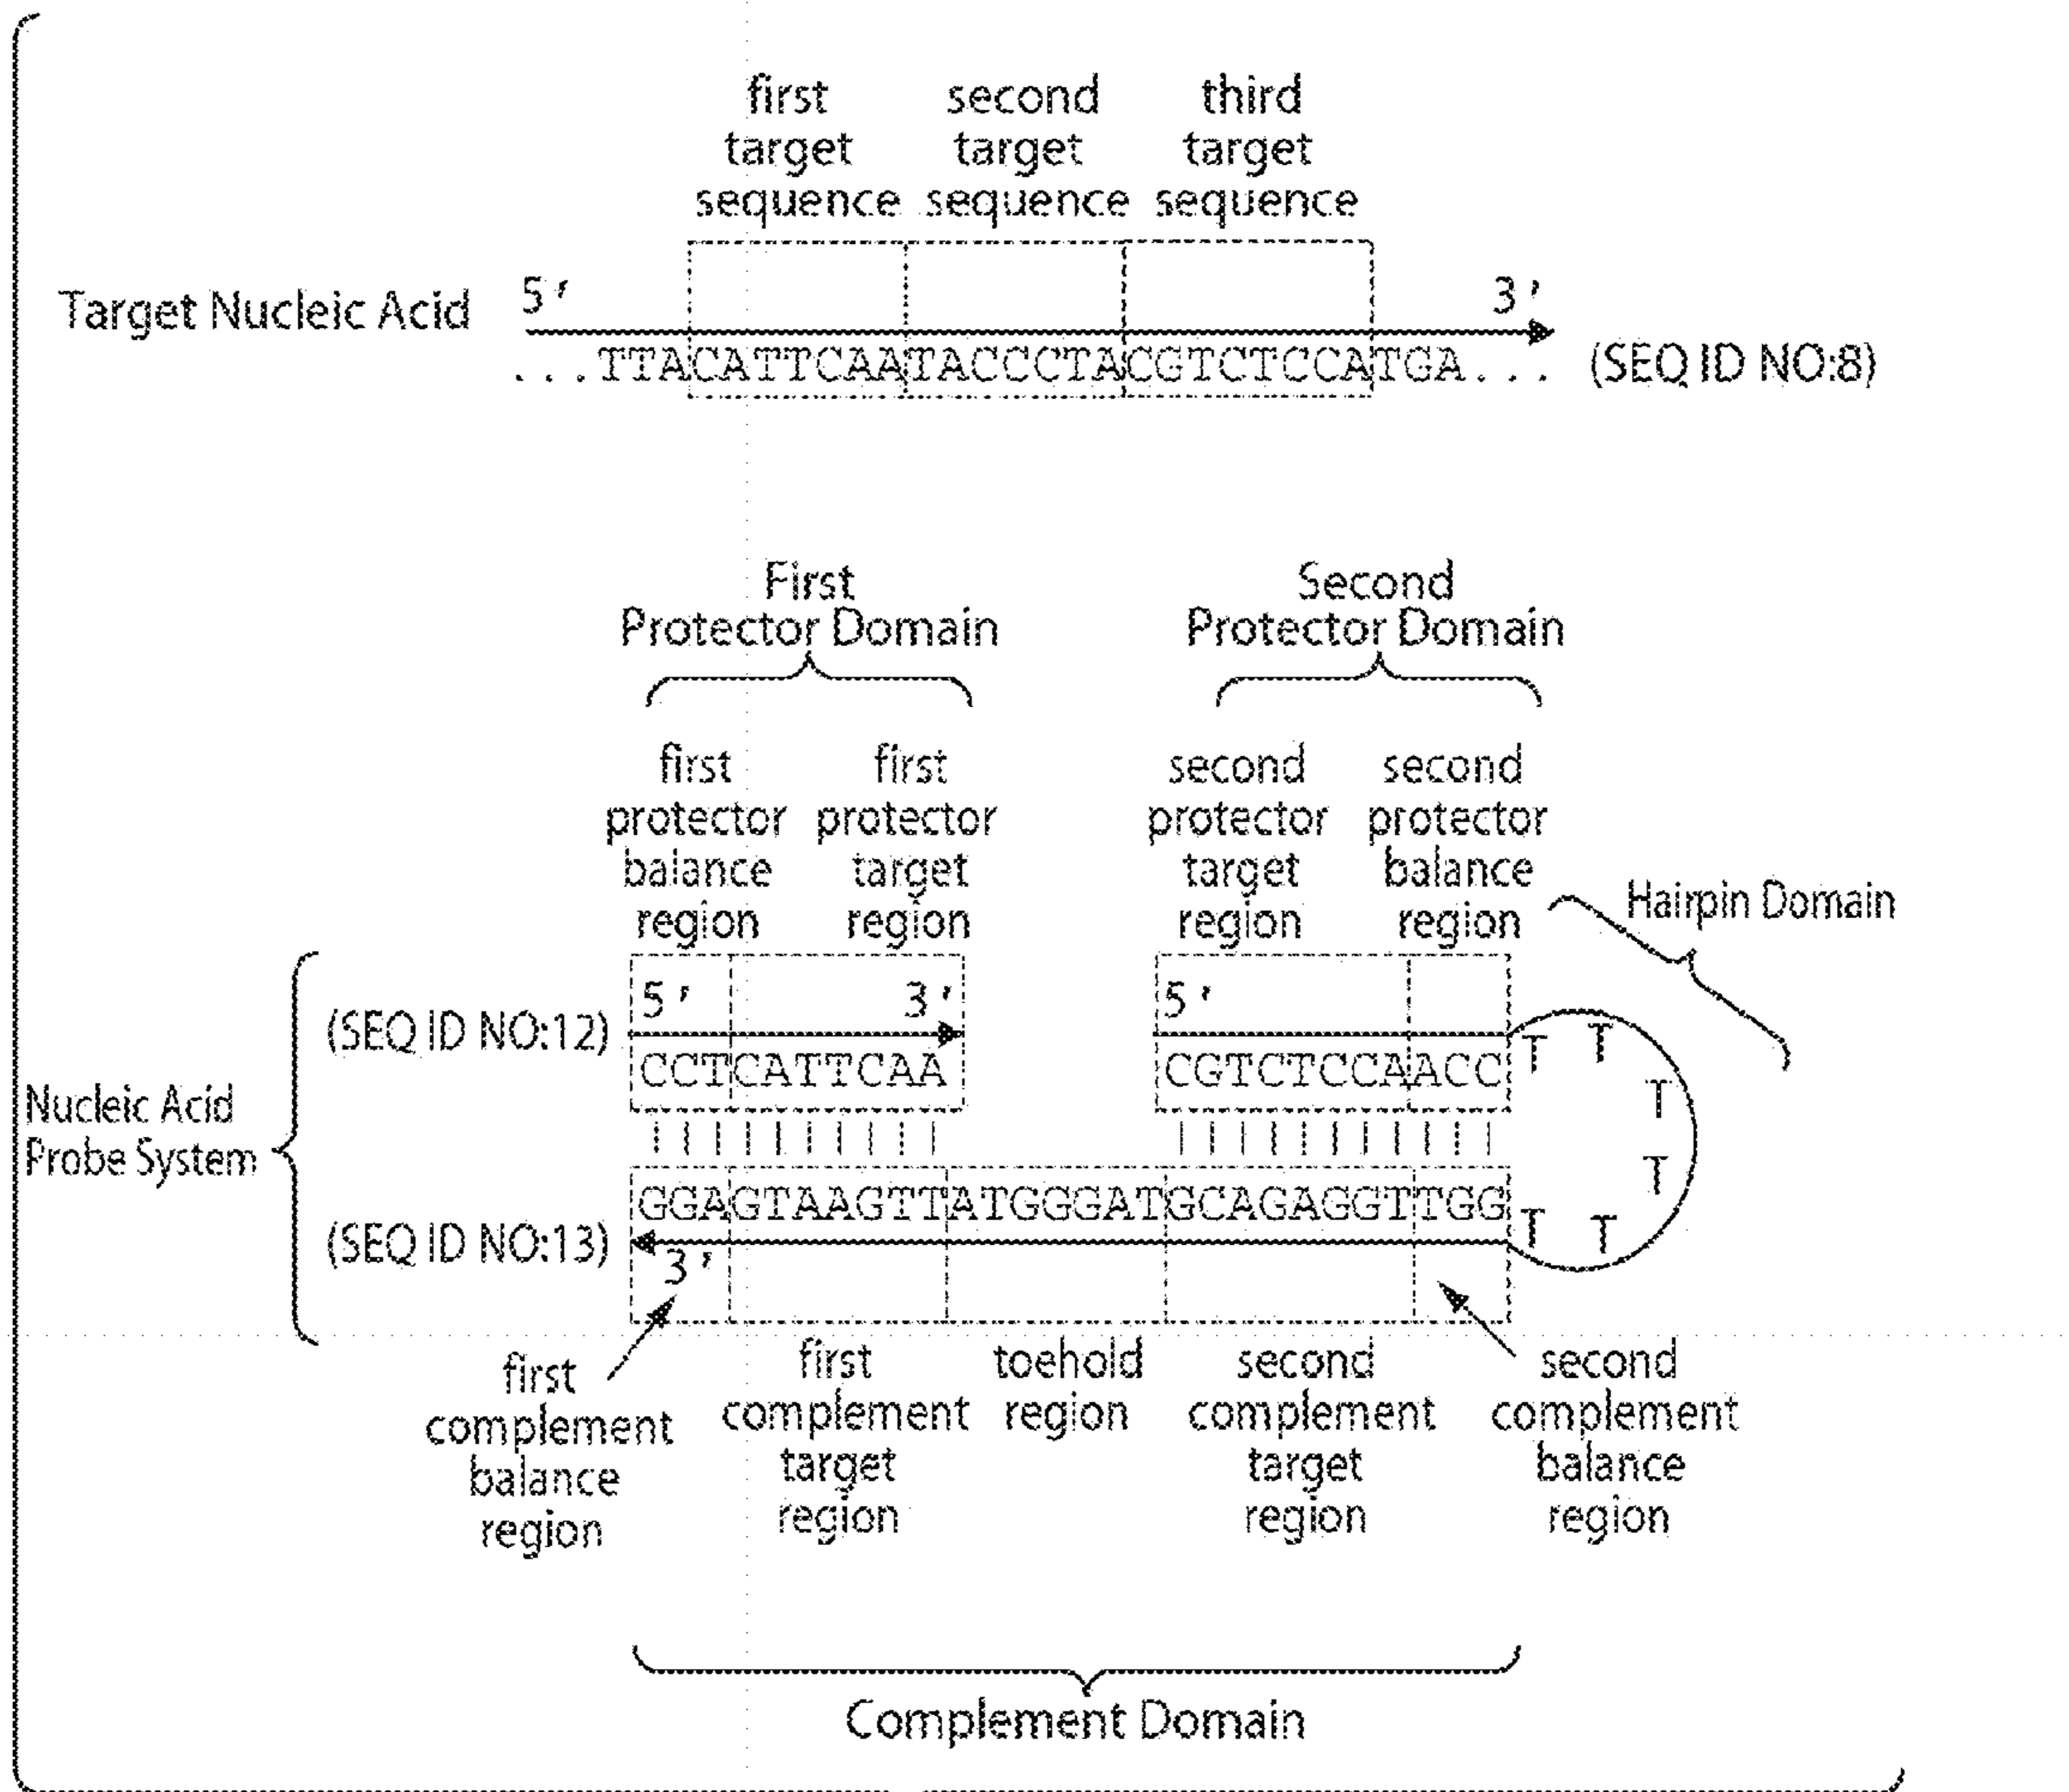 first second third
target target target
sequence sequence sequence
5' 3'
Target Nucleic Acid
...TTACATTCAATACCCTACGTCTCCATGA... (SEQ ID NO:8)
First Second
Protector Domain Protector Domain
first first second second
protector protector protector protector
balance target target balance
region region region region
Hairpin Domain
5' 3' 5'
(SEQ ID NO:12)
CCTCATTCAA CGTCTCCAACC
T T T T T T
Nucleic Acid
Probe System
GGAGTAAGTTATGGGATGCAGAGGTTGG
(SEQ ID NO:13)
3'
first first toehold second second
complement complement region complement complement
balance target target balance
region region region region
Complement Domain